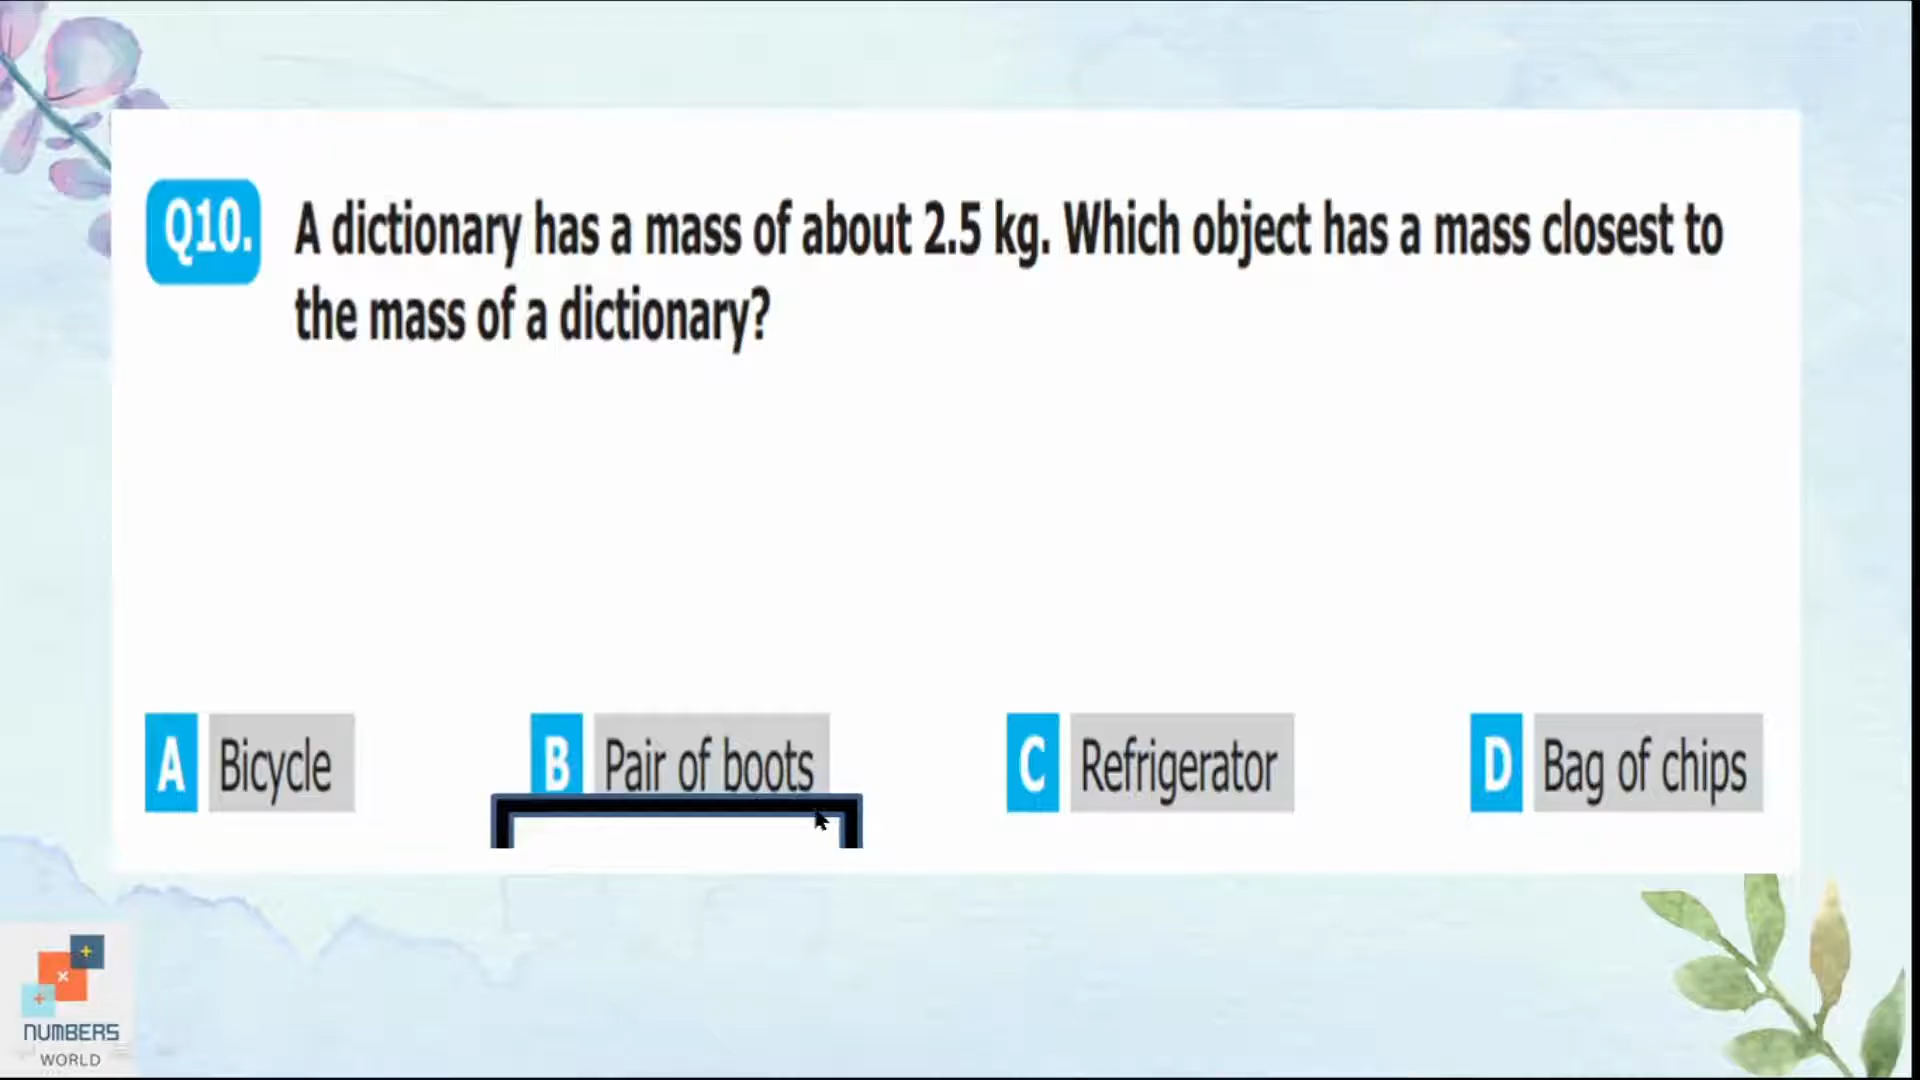 Q10. A dictionary has a mass of about 2.5 kg. Which object has a mass closest to
the mass of a dictionary?
A Bicycle B Pair of boots C Refrigerator D Bag of chips
NUMBERS
WORLD